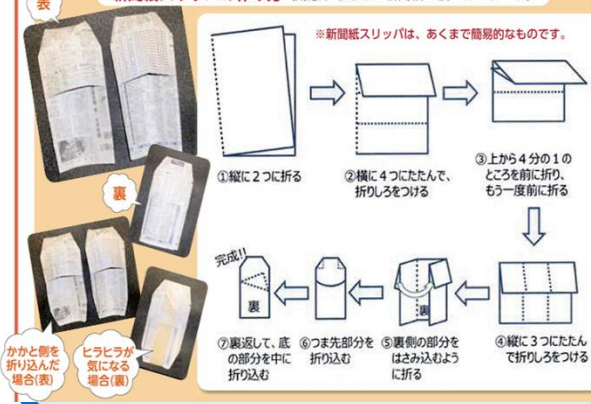 表
※新聞紙スリッパは、あくまで簡易的なものです。
①縦に2つに折る
②横に4つにたたんで、
折りしろをつける
③上から4分の1の
ところを前に折り、
もう一度前に折る
裏
完成!!
裏
裏
⑦裏返して、底
の部分を中に
折り込む
⑥つま先部分を
折り込む
⑤裏側の部分を
はさみ込むよう
に折る
④縦に3つにたたん
で折りしろをつける
かかと側を
折り込んだ
場合(表)
ヒラヒラが
気になる
場合(裏)